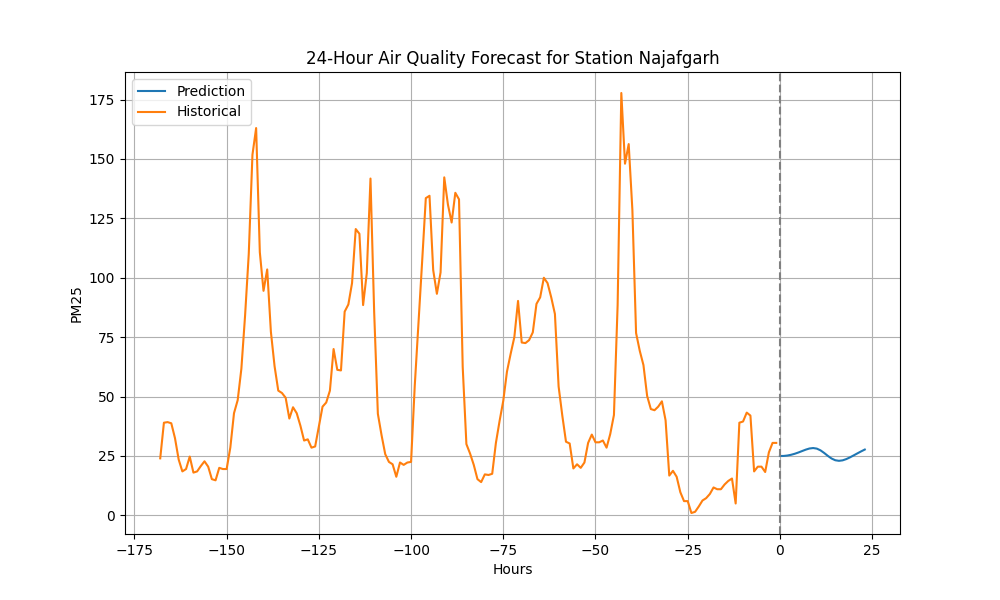 24-Hour Air Quality Forecast for Station Najafgarh
Prediction
Historical
175
150
125
100
75
50
25
0
PM25
−175 −150 −125 −100 −75 −50 −25 0 25
Hours